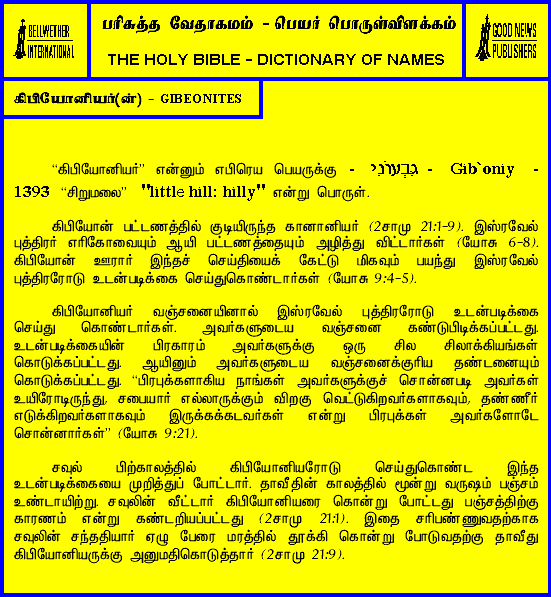 BELLWETHER
INTERNATIONAL
பரிசுத்த வேதாகமம் - பெயர் பொருள்விளக்கம்
THE HOLY BIBLE - DICTIONARY OF NAMES
GOOD NEWS
PUBLISHERS
கிபியோனியர்(ன்) - GIBEONITES
“கிபியோனியர்” என்னும் எபிரெய பெயருக்கு - גִּבְעֹנִי - Gib`oniy -
1393 “சிறுமலை” "little hill: hilly" என்று பொருள்.
கிபியோன் பட்டணத்தில் குடியிருந்த கானானியர் (2சாமு 21:1-9). இஸ்ரவேல்
புத்திரர் எரிகோவையும் ஆயி பட்டணத்தையும் அழித்து விட்டார்கள் (யோசு 6-8).
கிபியோன் ஊரார் இந்தச் செய்தியைக் கேட்டு மிகவும் பயந்து இஸ்ரவேல்
புத்திரரோடு உடன்படிக்கை செய்துகொண்டார்கள் (யோசு 9:4-5).
கிபியோனியர் வஞ்சனையினால் இஸ்ரவேல் புத்திரரோடு உடன்படிக்கை
செய்து கொண்டார்கள். அவர்களுடைய வஞ்சனை கண்டுபிடிக்கப்பட்டது.
உடன்படிக்கையின் பிரகாரம் அவர்களுக்கு ஒரு சில சிலாக்கியங்கள்
கொடுக்கப்பட்டது. ஆயினும் அவர்களுடைய வஞ்சனைக்குரிய தண்டனையும்
கொடுக்கப்பட்டது. “பிரபுக்களாகிய நாங்கள் அவர்களுக்குச் சொன்னபடி அவர்கள்
உயிரோடிருந்து, சபையார் எல்லாருக்கும் விறகு வெட்டுகிறவர்களாகவும், தண்ணீர்
எடுக்கிறவர்களாகவும் இருக்கக்கடவர்கள் என்று பிரபுக்கள் அவர்களோடே
சொன்னார்கள்” (யோசு 9:21).
சவுல் பிற்காலத்தில் கிபியோனியரோடு செய்துகொண்ட இந்த
உடன்படிக்கையை முறித்துப் போட்டார். தாவீதின் காலத்தில் மூன்று வருஷம் பஞ்சம்
உண்டாயிற்று. சவுலின் வீட்டார் கிபியோனியரை கொன்று போட்டது பஞ்சத்திற்கு
காரணம் என்று கண்டறியப்பட்டது (2சாமு 21:1). இதை சரிபண்ணுவதற்காக
சவுலின் சந்ததியார் ஏழு பேரை மரத்தில் தூக்கி கொன்று போடுவதற்கு தாவீது
கிபியோனியருக்கு அனுமதிகொடுத்தார் (2சாமு 21:9).